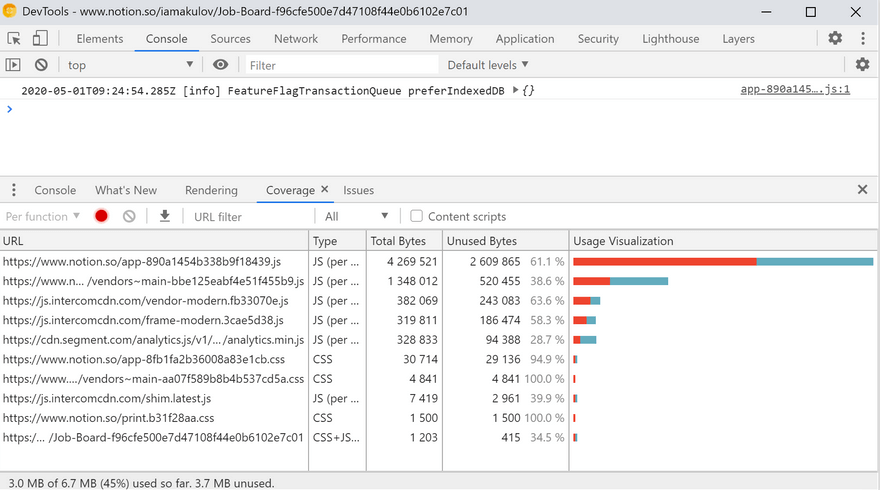 DevTools - www.notion.so/iamakulov/Job-Board-f96cfe500e7d47108f44e0b6102e7c01
Elements Console Sources Network Performance Memory Application Security Lighthouse Layers
top Filter Default levels
2020-05-01T09:24:54.285Z [info] FeatureFlagTransactionQueue preferIndexedDB {} app-890a145….js:1
Console What's New Rendering Coverage Issues
Per function URL filter All Content scripts
URL Type Total Bytes Unused Bytes Usage Visualization
https://www.notion.so/app-890a1454b338b9f18439.js JS (per ... 4 269 521 2 609 865 61.1 %
https://www.n... /vendors~main-bbe125eabf4e51f455b9.js JS (per ... 1 348 012 520 455 38.6 %
https://js.intercomcdn.com/vendor-modern.fb33070e.js JS (per ... 382 069 243 083 63.6 %
https://js.intercomcdn.com/frame-modern.3cae5d38.js JS (per ... 319 811 186 474 58.3 %
https://cdn.segment.com/analytics.js/v1/... /analytics.min.js JS (per ... 328 833 94 388 28.7 %
https://www.notion.so/app-8fb1fa2b36008a83e1cb.css CSS 30 714 29 136 94.9 %
https://www..../vendors~main-aa07f589b8b4b537cd5a.css CSS 4 841 4 841 100.0 %
https://js.intercomcdn.com/shim.latest.js JS (per ... 7 419 2 961 39.9 %
https://www.notion.so/print.b31f28aa.css CSS 1 500 1 500 100.0 %
https:/... /Job-Board-f96cfe500e7d47108f44e0b6102e7c01 CSS+JS... 1 203 415 34.5 %
3.0 MB of 6.7 MB (45%) used so far. 3.7 MB unused.